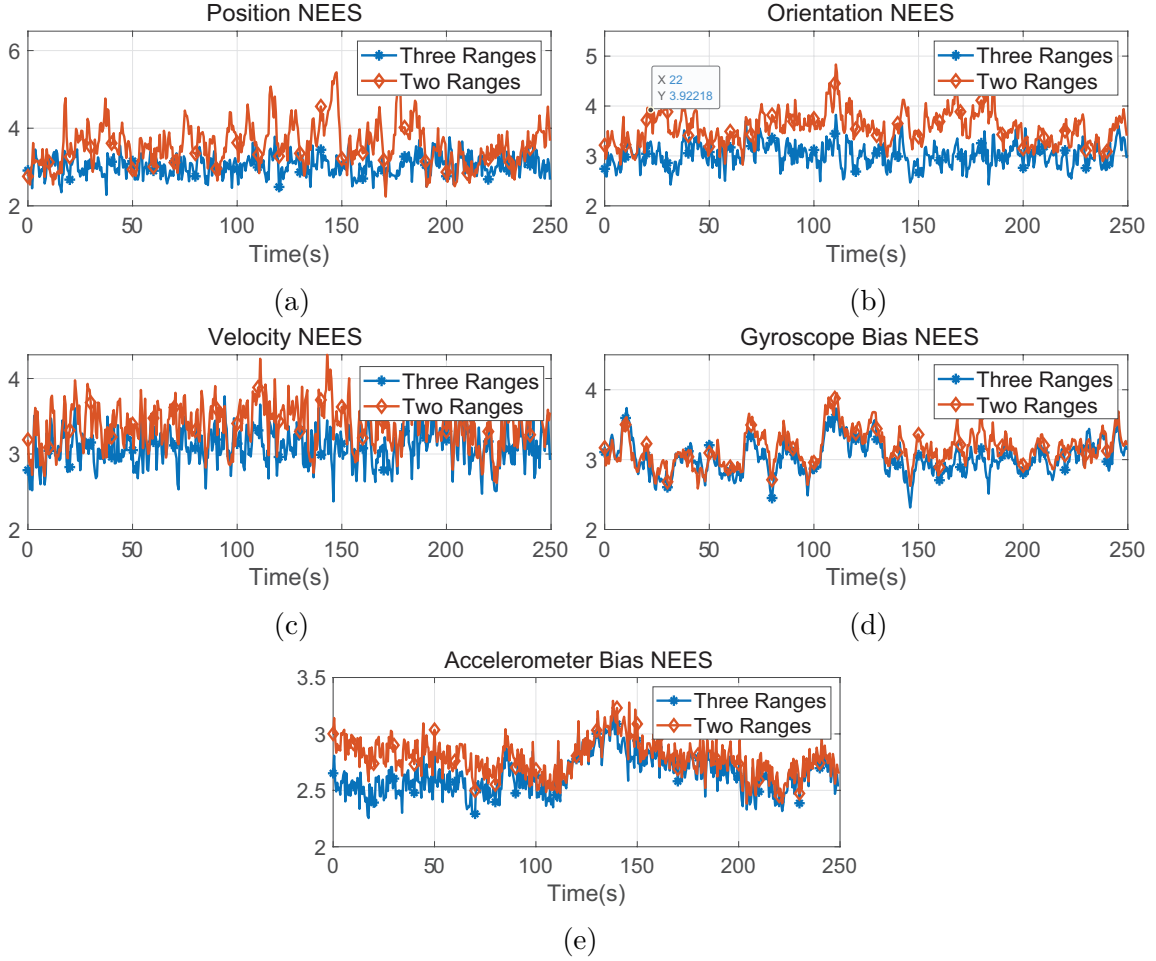 Position NEES
6
4
2
0
50
100
150
200
250
Time(s)
Three Ranges
Two Ranges
(a)
Orientation NEES
5
4
3
2
0
50
100
150
200
250
Time(s)
Three Ranges
Two Ranges
X 22
Y 3.92218
(b)
Velocity NEES
4
3
2
0
50
100
150
200
250
Time(s)
Three Ranges
Two Ranges
(c)
Gyroscope Bias NEES
4
3
2
0
50
100
150
200
250
Time(s)
Three Ranges
Two Ranges
(d)
Accelerometer Bias NEES
3.5
3
2.5
2
0
50
100
150
200
250
Time(s)
Three Ranges
Two Ranges
(e)